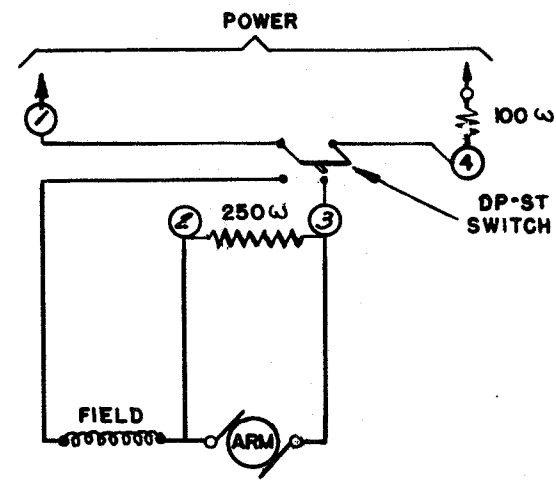 POWER
1
100 ω
4
DP-ST
SWITCH
2
250 ω
3
FIELD
ARM